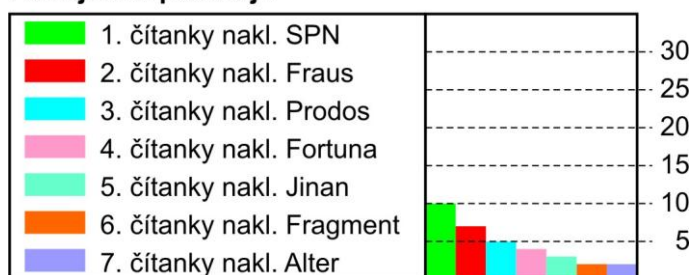 1. čítanky nakl. SPN
2. čítanky nakl. Fraus
3. čítanky nakl. Prodos
4. čítanky nakl. Fortuna
5. čítanky nakl. Jinan
6. čítanky nakl. Fragment
7. čítanky nakl. Alter
30
25
20
15
10
5